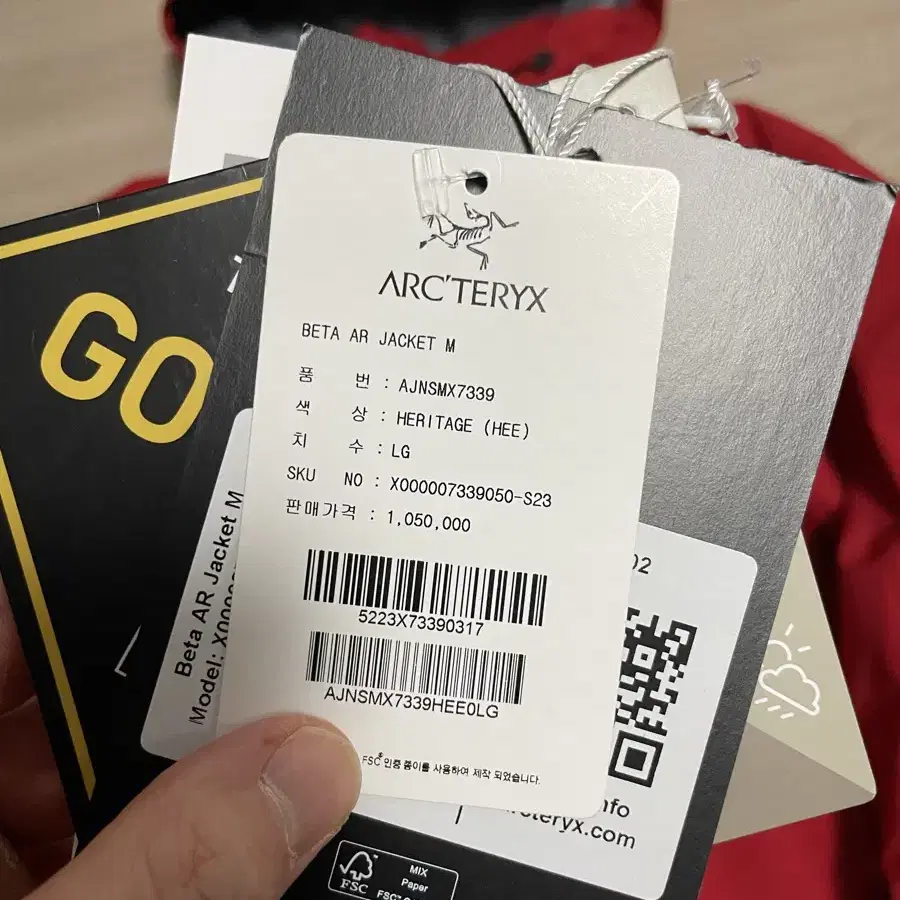 ARC'TERYX
BETA AR JACKET M
품 번 : AJNSMX7339
색 상 : HERITAGE (HEE)
치 수 : LG
SKU NO : X000007339050-S23
판매가격 : 1,050,000
5223X73390317
AJNSMX7339HEE0LG
FSC® 인증 종이를 사용하여 제작 되었습니다.
GO
Beta AR Jacket M
Model:
02
arcteryx.com
FSC
MIX
Paper